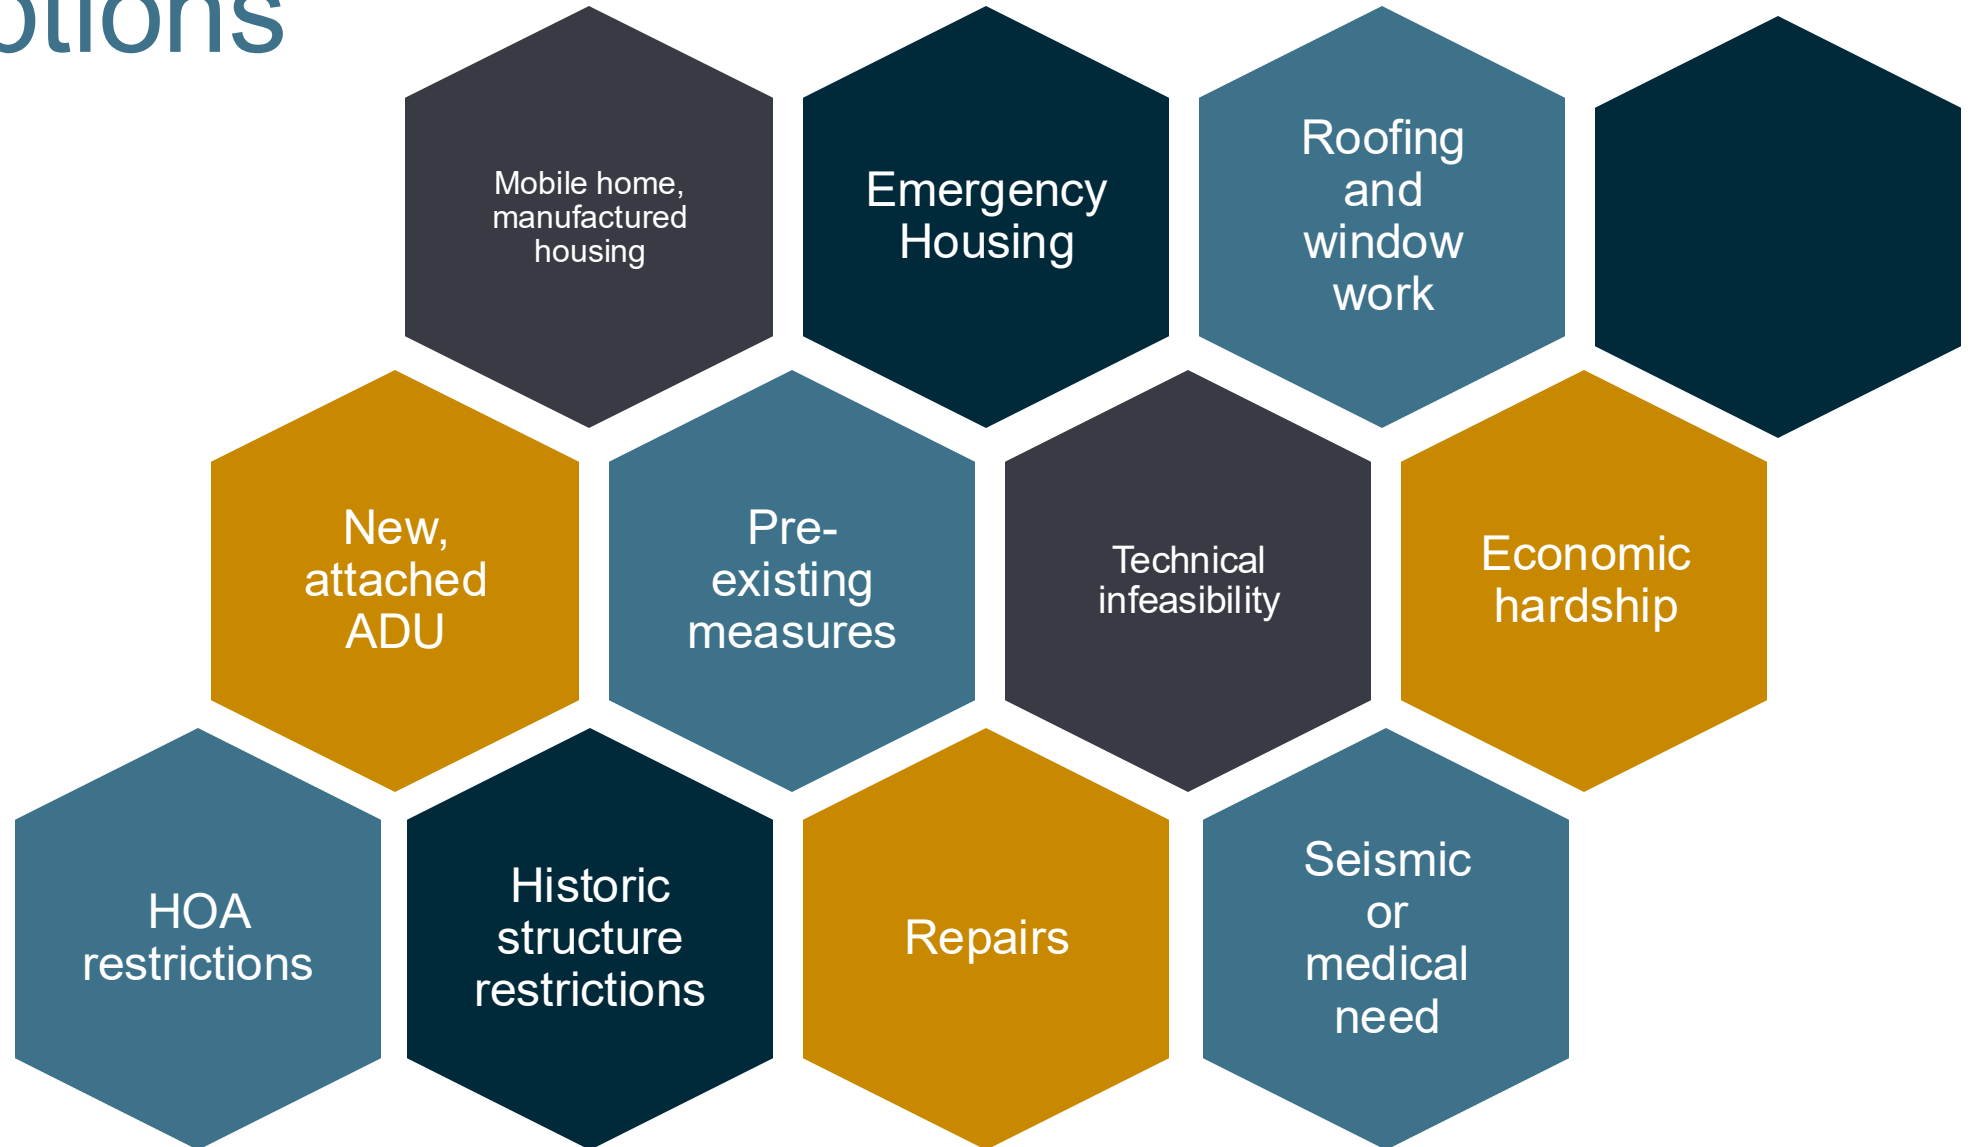 ptions
Mobile home,
manufactured
housing
Emergency
Housing
Roofing
and
window
work
New,
attached
ADU
Pre-
existing
measures
Technical
infeasibility
Economic
hardship
HOA
restrictions
Historic
structure
restrictions
Repairs
Seismic
or
medical
need